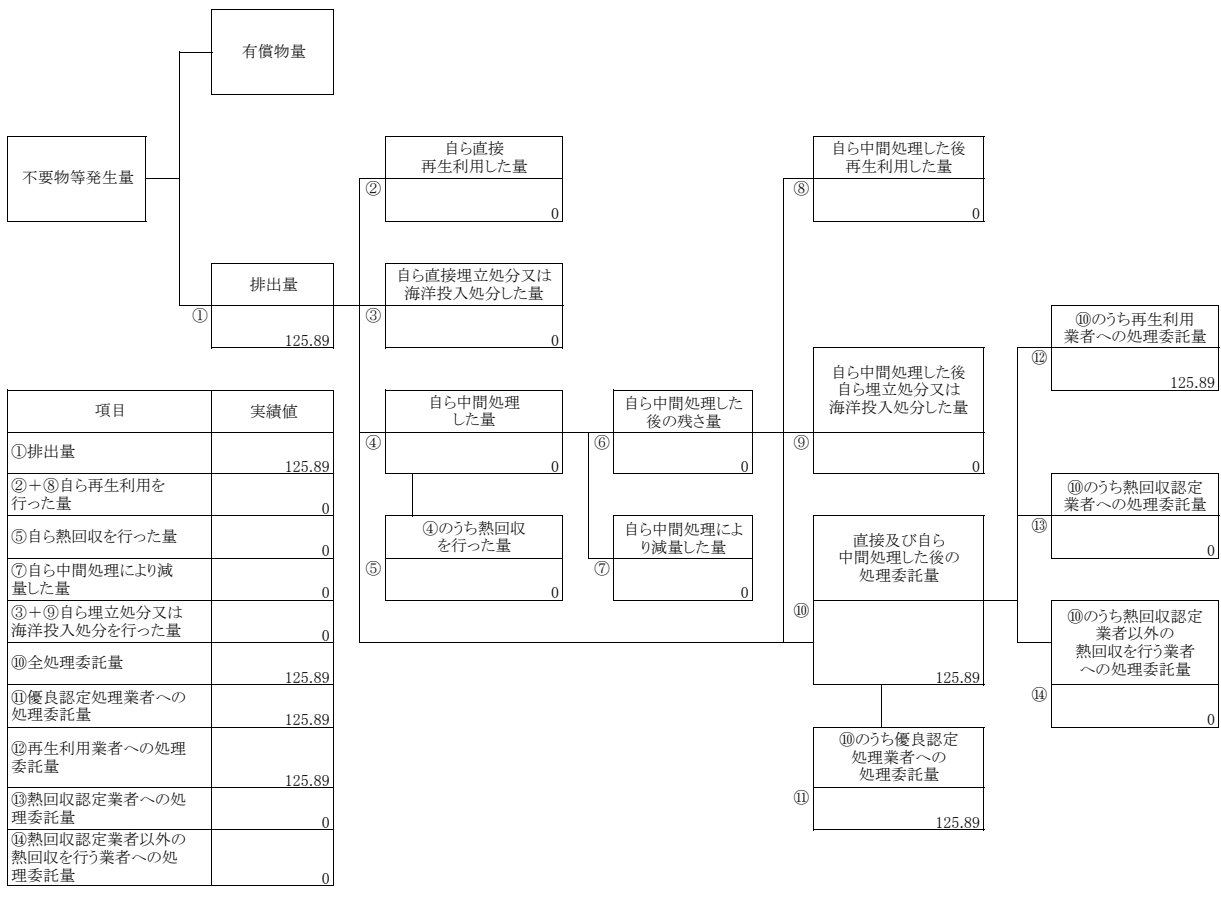 有償物量
不要物等発生量
排出量
①
125.89
自ら直接
再生利用した量
②
0
自ら直接埋立処分又は
海洋投入処分した量
③
0
自ら中間処理
した量
④
0
④のうち熱回収
を行った量
⑤
0
自ら中間処理した
後の残さ量
⑥
0
自ら中間処理によ
り減量した量
⑦
0
自ら中間処理した後
再生利用した量
⑧
0
自ら中間処理した後
自ら埋立処分又は
海洋投入処分した量
⑨
0
直接及び自ら
中間処理した後の
処理委託量
⑩
125.89
⑩のうち優良認定
処理業者への
処理委託量
⑪
125.89
⑩のうち再生利用
業者への処理委託量
⑫
125.89
⑩のうち熱回収認定
業者への処理委託量
⑬
0
⑩のうち熱回収認定
業者以外の
熱回収を行う業者
への処理委託量
⑭
0
項目 実績値
①排出量
125.89
②＋⑧自ら再生利用を
行った量
0
⑤自ら熱回収を行った量
0
⑦自ら中間処理により減
量した量
0
③＋⑨自ら埋立処分又は
海洋投入処分を行った量
0
⑩全処理委託量
125.89
⑪優良認定処理業者への
処理委託量
125.89
⑫再生利用業者への処理
委託量
125.89
⑬熱回収認定業者への処
理委託量
0
⑭熱回収認定業者以外の
熱回収を行う業者への処
理委託量
0